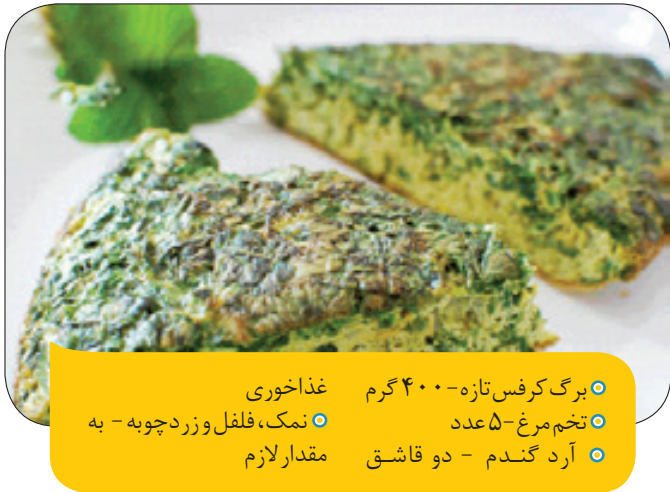 برگ کرفس تازه - ۴۰۰ گرم
تخم مرغ - ۵ عدد
آرد گندم - دو قاشق
غذاخوری
نمک، فلفل و زردچوبه - به
مقدار لازم